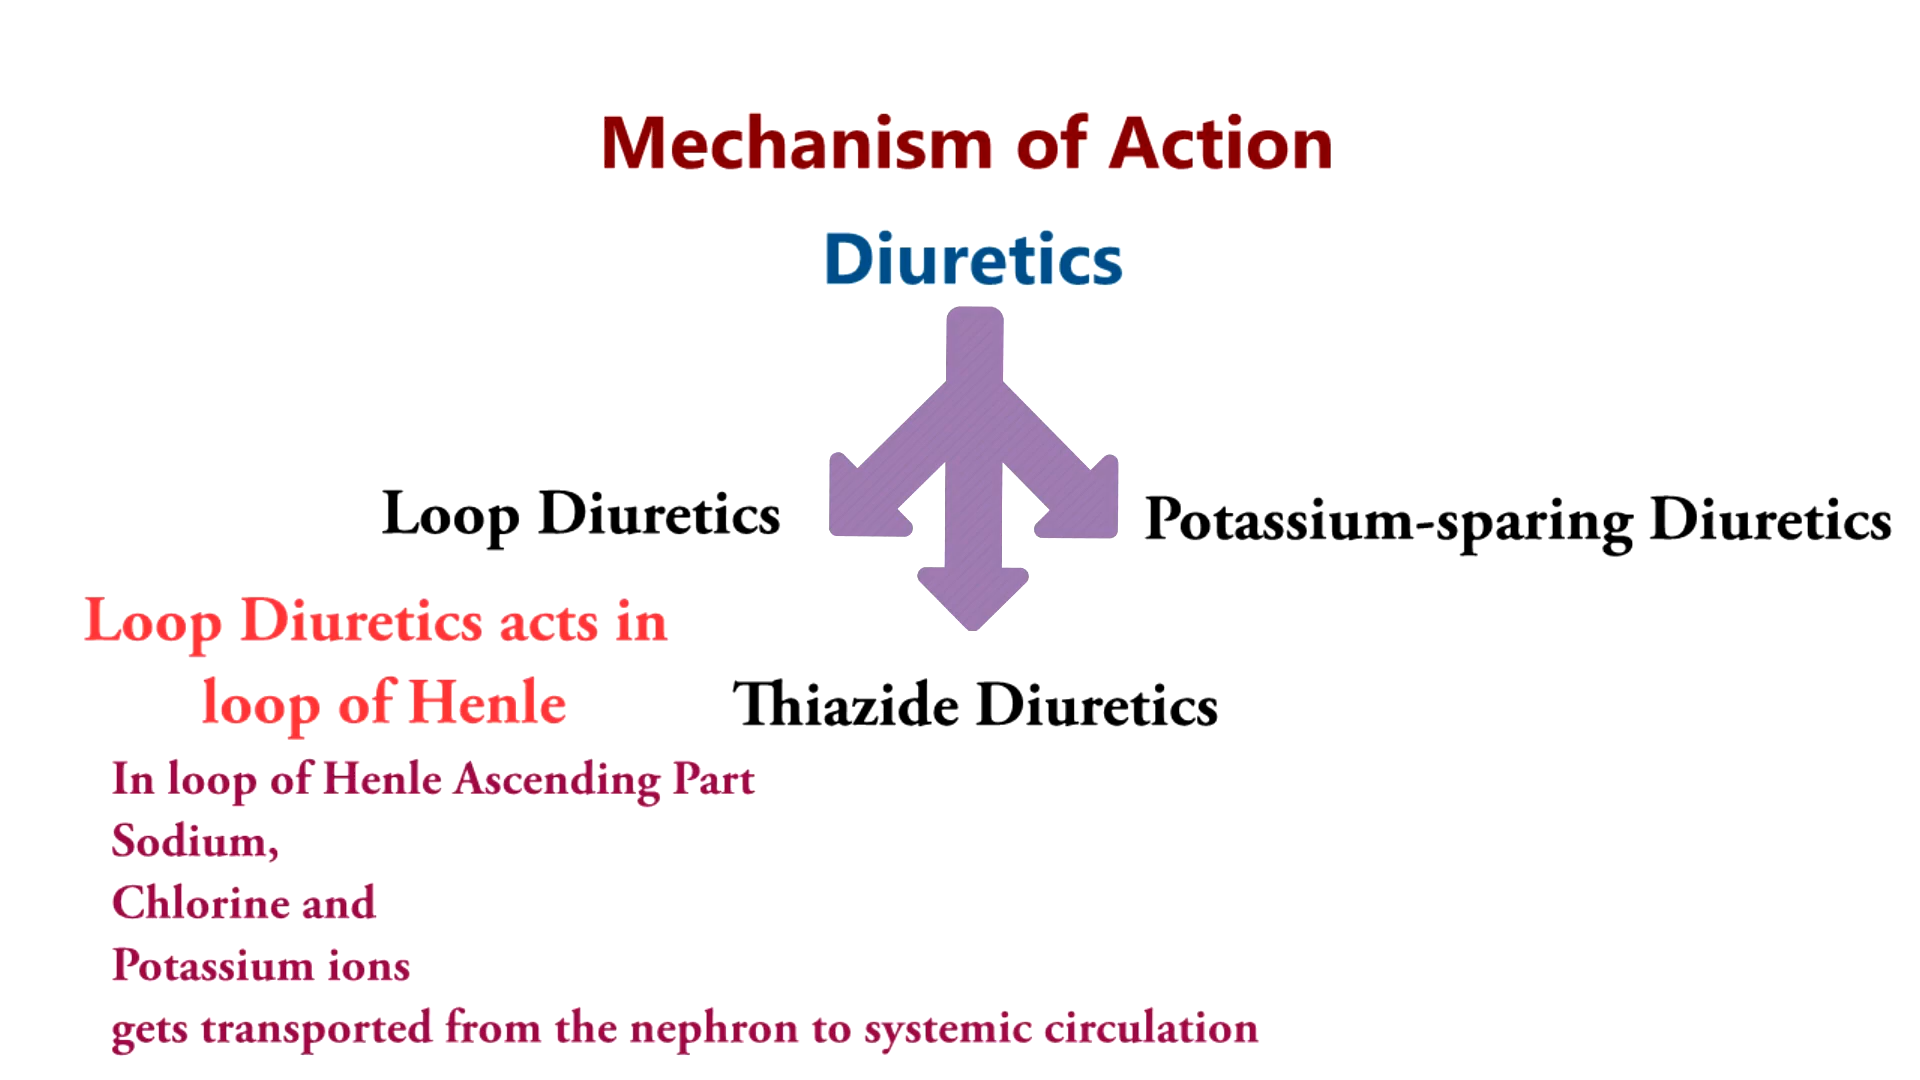 Mechanism of Action
Diuretics
Loop Diuretics
Potassium-sparing Diuretics
Loop Diuretics acts in
loop of Henle
Thiazide Diuretics
In loop of Henle Ascending Part
Sodium,
Chlorine and
Potassium ions
gets transported from the nephron to systemic circulation